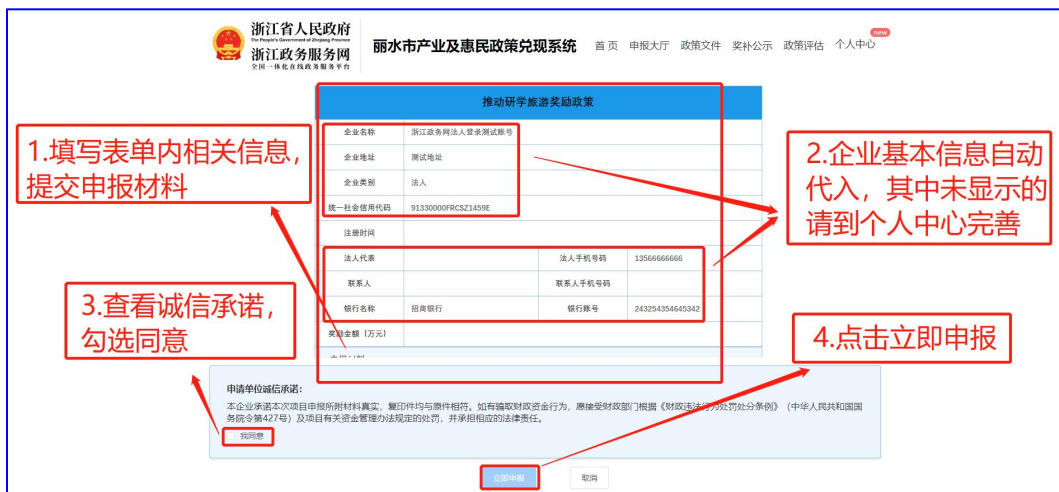 浙江省人民政府
The People's Government of Zhejiang Province
浙江政务服务网
全国一体化在线政务服务平台
丽水市产业及惠民政策兑现系统
首页 申报大厅 政策文件 奖补公示 政策评估 个人中心
new
推动研学旅游奖励政策
企业名称 浙江政务网法人登录测试账号
企业地址 测试地址
企业类别 法人
统一社会信用代码 91330000FRCSZ1459E
注册时间
法人代表 法人手机号码 13566666666
联系人 联系人手机号码
银行名称 招商银行 银行账号 243254354645342
奖励金额（万元）
1.填写表单内相关信息，
提交申报材料
2.企业基本信息自动
代入，其中未显示的
请到个人中心完善
3.查看诚信承诺，
勾选同意
4.点击立即申报
申请单位诚信承诺：
本企业承诺本次项目申报所附材料真实，复印件均与原件相符。如有骗取财政资金行为，愿接受财政部门根据《财政违法行为处罚处分条例》（中华人民共和国国
务院令第427号）及项目有关资金管理办法规定的处罚，并承担相应的法律责任。
我同意
立即申报 取消